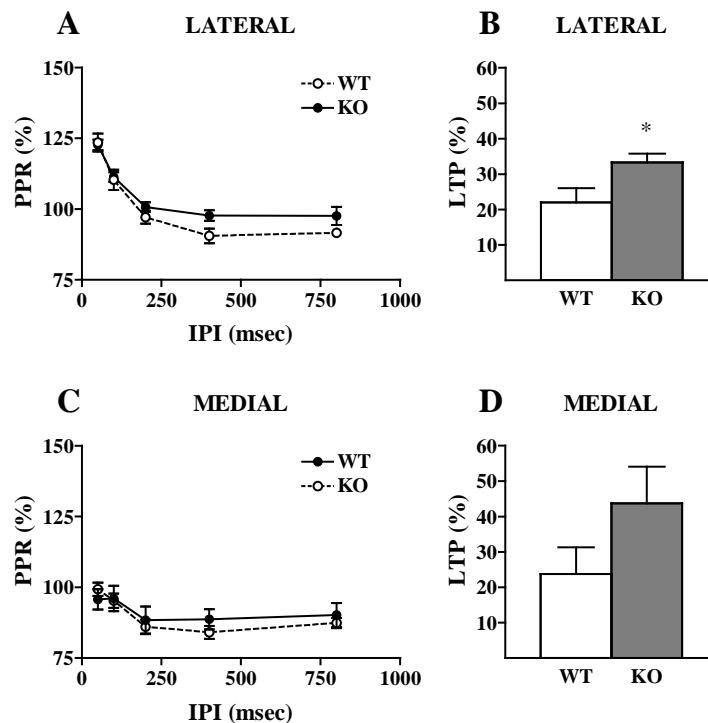 A LATERAL
150
125
100
75
PPR (%)
WT
KO
0 250 500 750 1000
IPI (msec)
B LATERAL
60
50
40
30
20
10
LTP (%)
*
WT KO
C MEDIAL
150
125
100
75
PPR (%)
WT
KO
0 250 500 750 1000
IPI (msec)
D MEDIAL
60
50
40
30
20
10
LTP (%)
WT KO